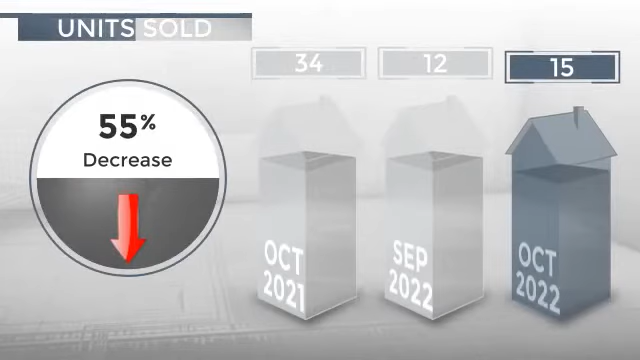 UNITS SOLD
55%
Decrease
34
12
15
OCT
2021
SEP
2022
OCT
2022